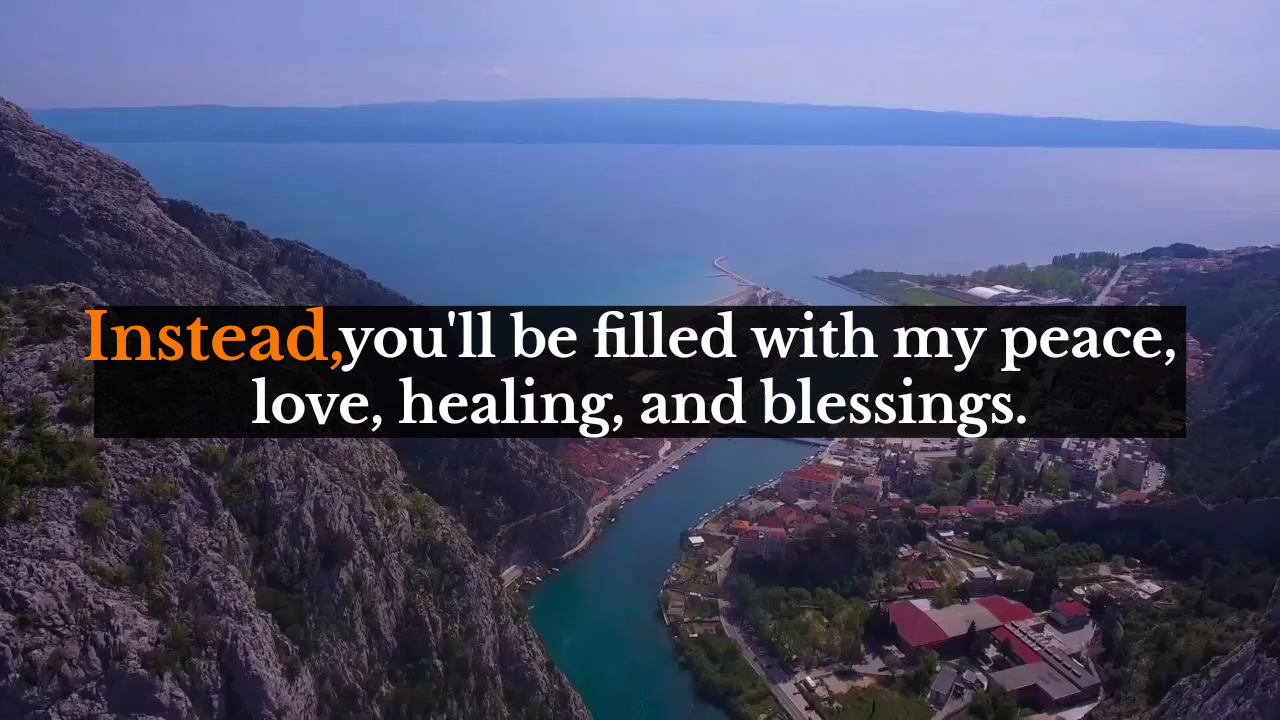 Instead,you'll be filled with my peace,
love, healing, and blessings.